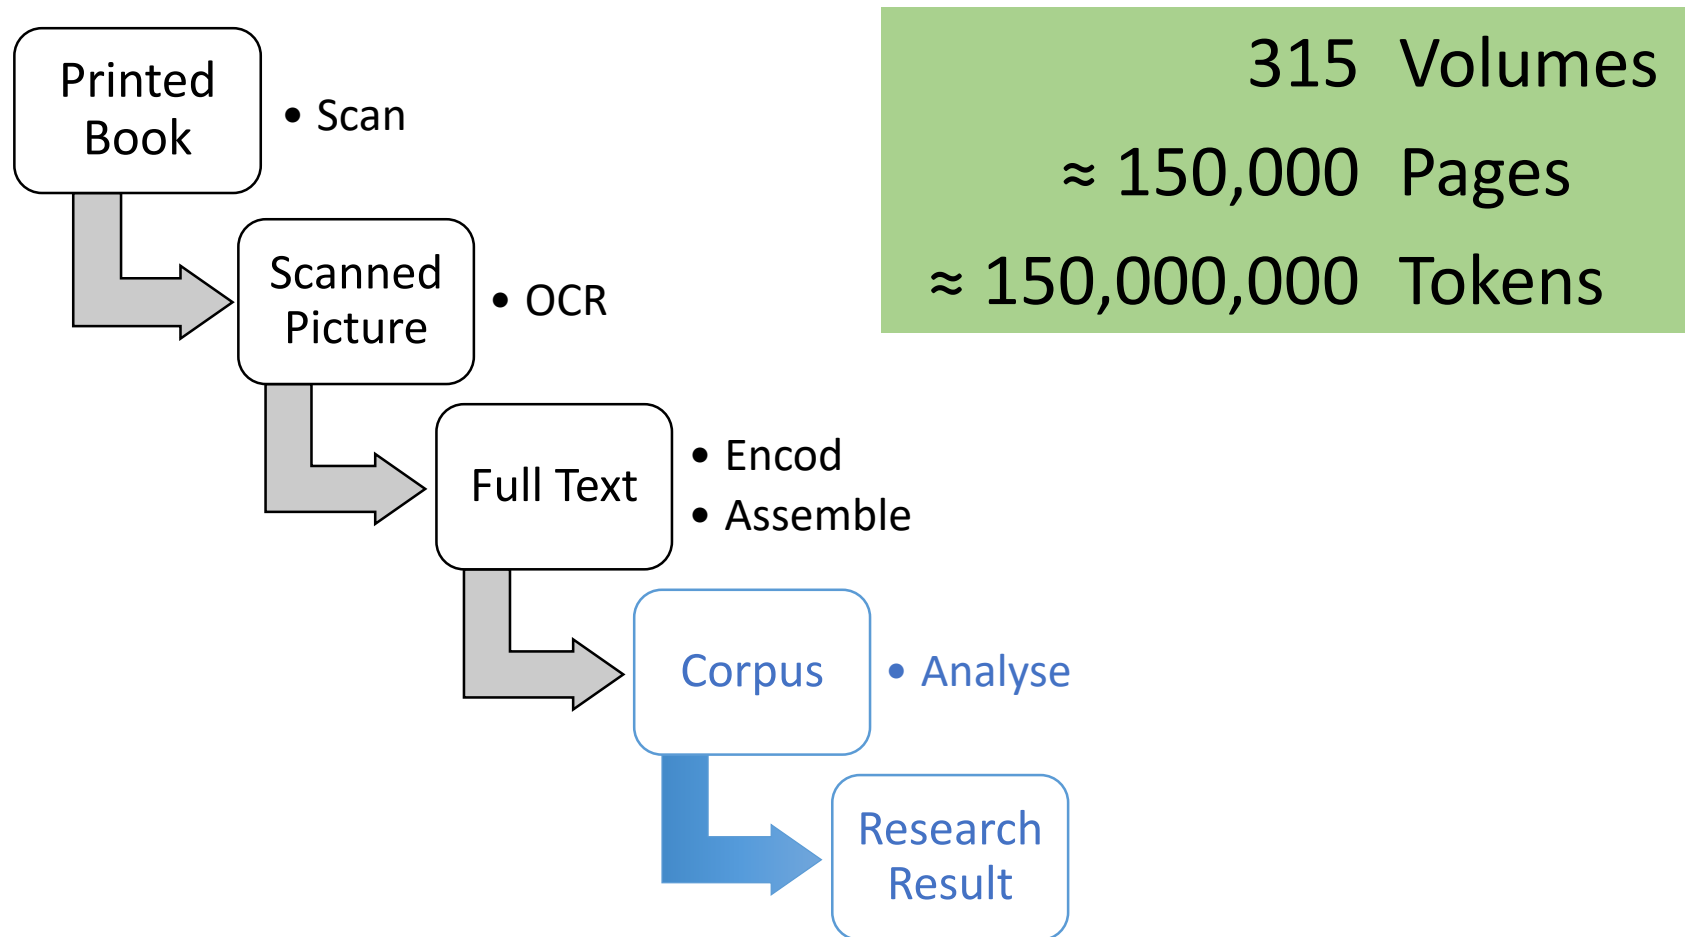 Printed
Book
• Scan
Scanned
Picture
• OCR
Full Text
• Encod
• Assemble
Corpus
• Analyse
Research
Result
315 Volumes
≈ 150,000 Pages
≈ 150,000,000 Tokens